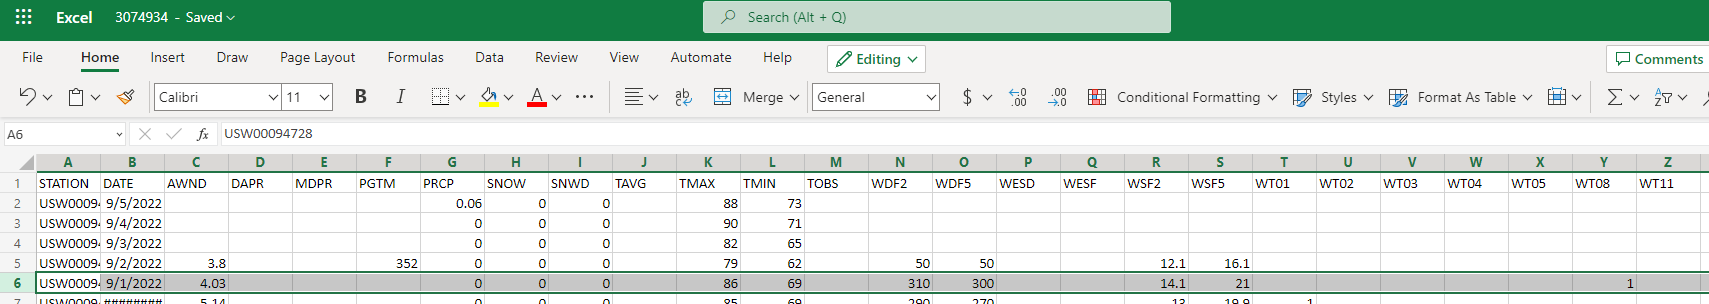 Excel 3074934 - Saved Search (Alt + Q)
File Home Insert Draw Page Layout Formulas Data Review View Automate Help Editing Comments
Calibri 11 B I A ... ab Merge General $ .00 .00 Conditional Formatting Styles Format As Table Σ
A6 fx USW00094728
A B C D E F G H I J K L M N O P Q R S T U V W X Y Z
1 STATION DATE AWND DAPR MDPR PGTM PRCP SNOW SNWD TAVG TMAX TMIN TOBS WDF2 WDF5 WESD WESF WSF2 WSF5 WT01 WT02 WT03 WT04 WT05 WT08 WT11
2 USW0009 9/5/2022 0.06 0 0 88 73
3 USW0009 9/4/2022 0 0 0 90 71
4 USW0009 9/3/2022 0 0 0 82 65
5 USW0009 9/2/2022 3.8 352 0 0 0 79 62 50 50 12.1 16.1
6 USW0009 9/1/2022 4.03 0 0 0 86 69 310 300 14.1 21 1
7 USW0009 ######## 5.14 0 0 0 85 69 290 270 13 19.9 1